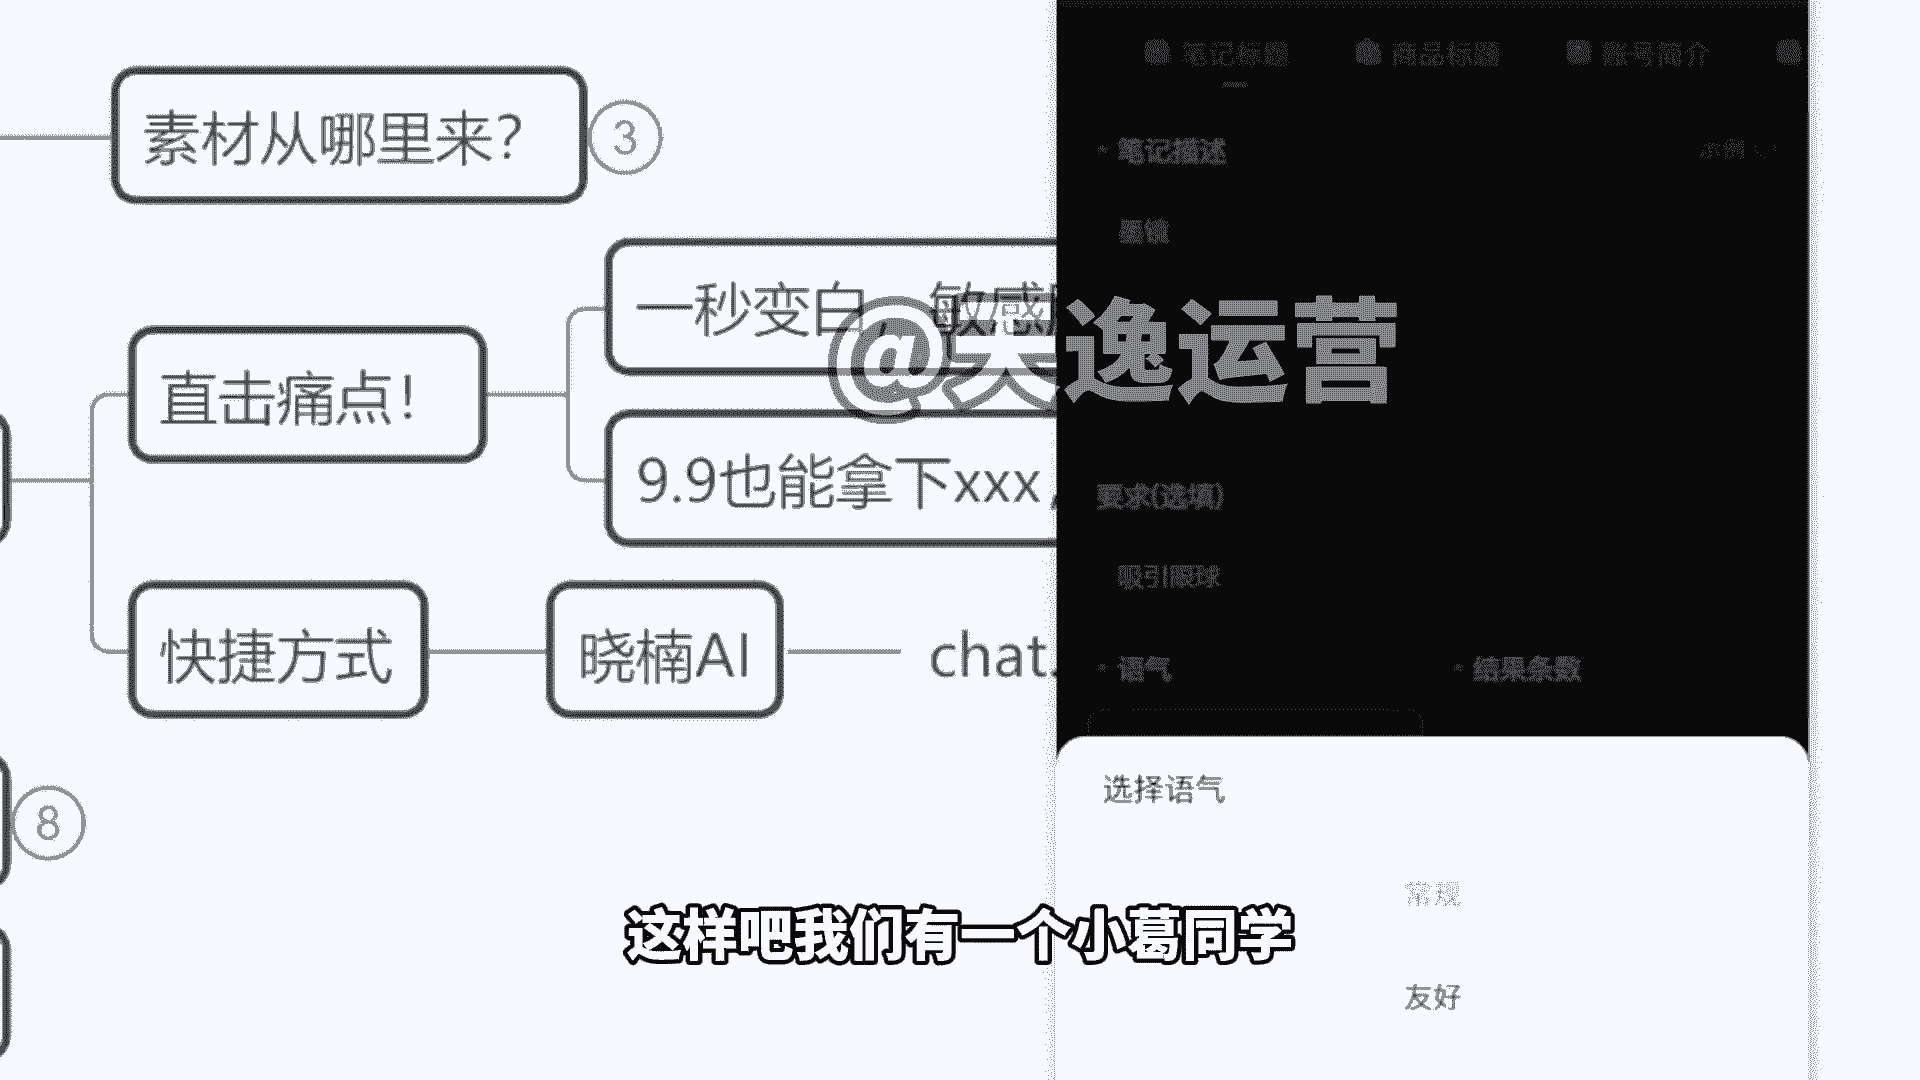 素材从哪里来？
3
一秒变白，敏感
直击痛点！
9.9也能拿下xxx，
快捷方式
晓楠AI
chat.
8
笔记标题
商品标题
账号简介
笔记描述
示例
墨镜
@天逸运营
要求(选填)
吸引眼球
语气
结果条数
选择语气
常规
友好
这样吧我们有一个小葛同学